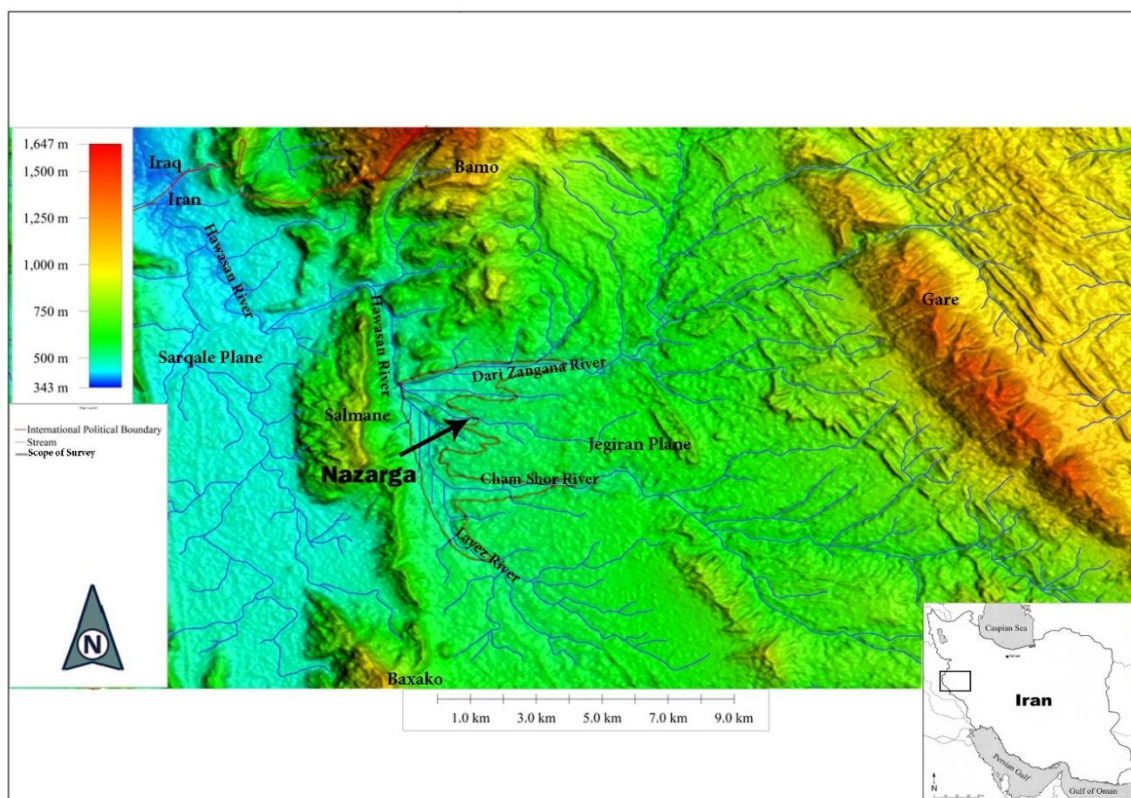 1,647 m
1,500 m
1,250 m
1,000 m
750 m
500 m
343 m
International Political Boundary
Stream
Scope of Survey
N
Iraq
Iran
Bamo
Hawasan River
Hawasan River
Gare
Sarqale Plane
Dari Zangana River
Salmane
Jegiran Plane
Nazarga
Cham Shor River
Layez River
Baxako
1.0 km 3.0 km 5.0 km 7.0 km 9.0 km
Caspian Sea
Iran
Persian Gulf
Gulf of Oman
N